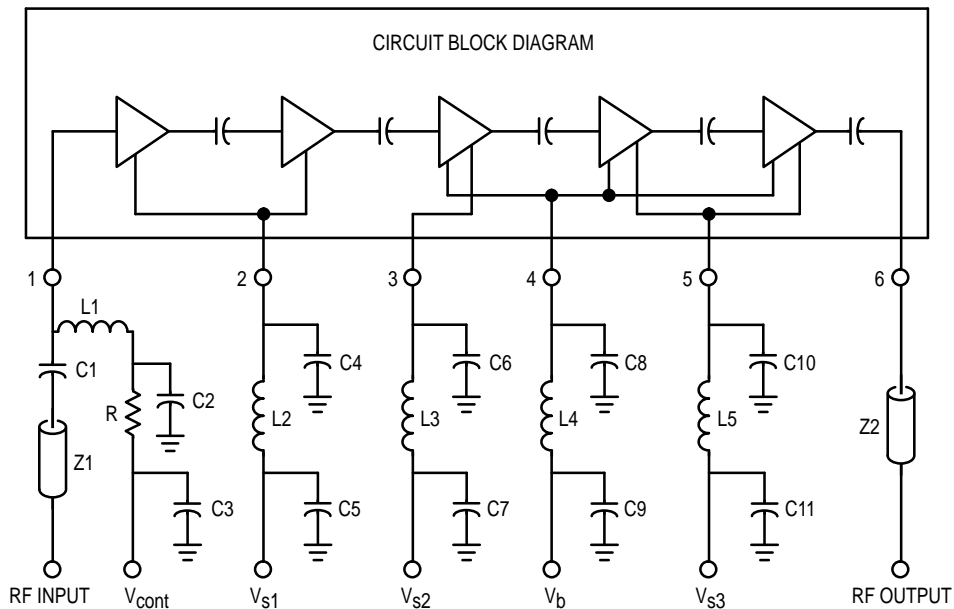 CIRCUIT BLOCK DIAGRAM
1
2
3
4
5
6
L1
C1
C2
R
Z1
C3
C4
L2
C5
C6
L3
C7
C8
L4
C9
C10
L5
C11
Z2
RF INPUT
Vcont
Vs1
Vs2
Vb
Vs3
RF OUTPUT